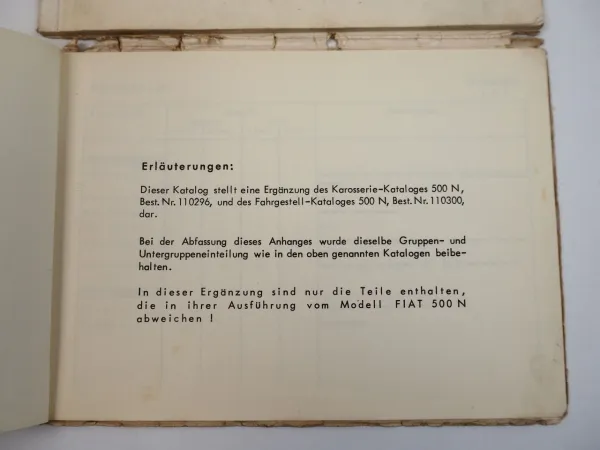 Erläuterungen:
Dieser Katalog stellt eine Ergänzung des Karosserie-Kataloges 500 N,
Best. Nr. 110296, und des Fahrgestell-Kataloges 500 N, Best. Nr. 110300,
dar.
Bei der Abfassung dieses Anhanges wurde dieselbe Gruppen- und
Untergruppeneinteilung wie in den oben genannten Katalogen beibe-
halten.
In dieser Ergänzung sind nur die Teile enthalten,
die in ihrer Ausführung vom Modell FIAT 500 N
abweichen !